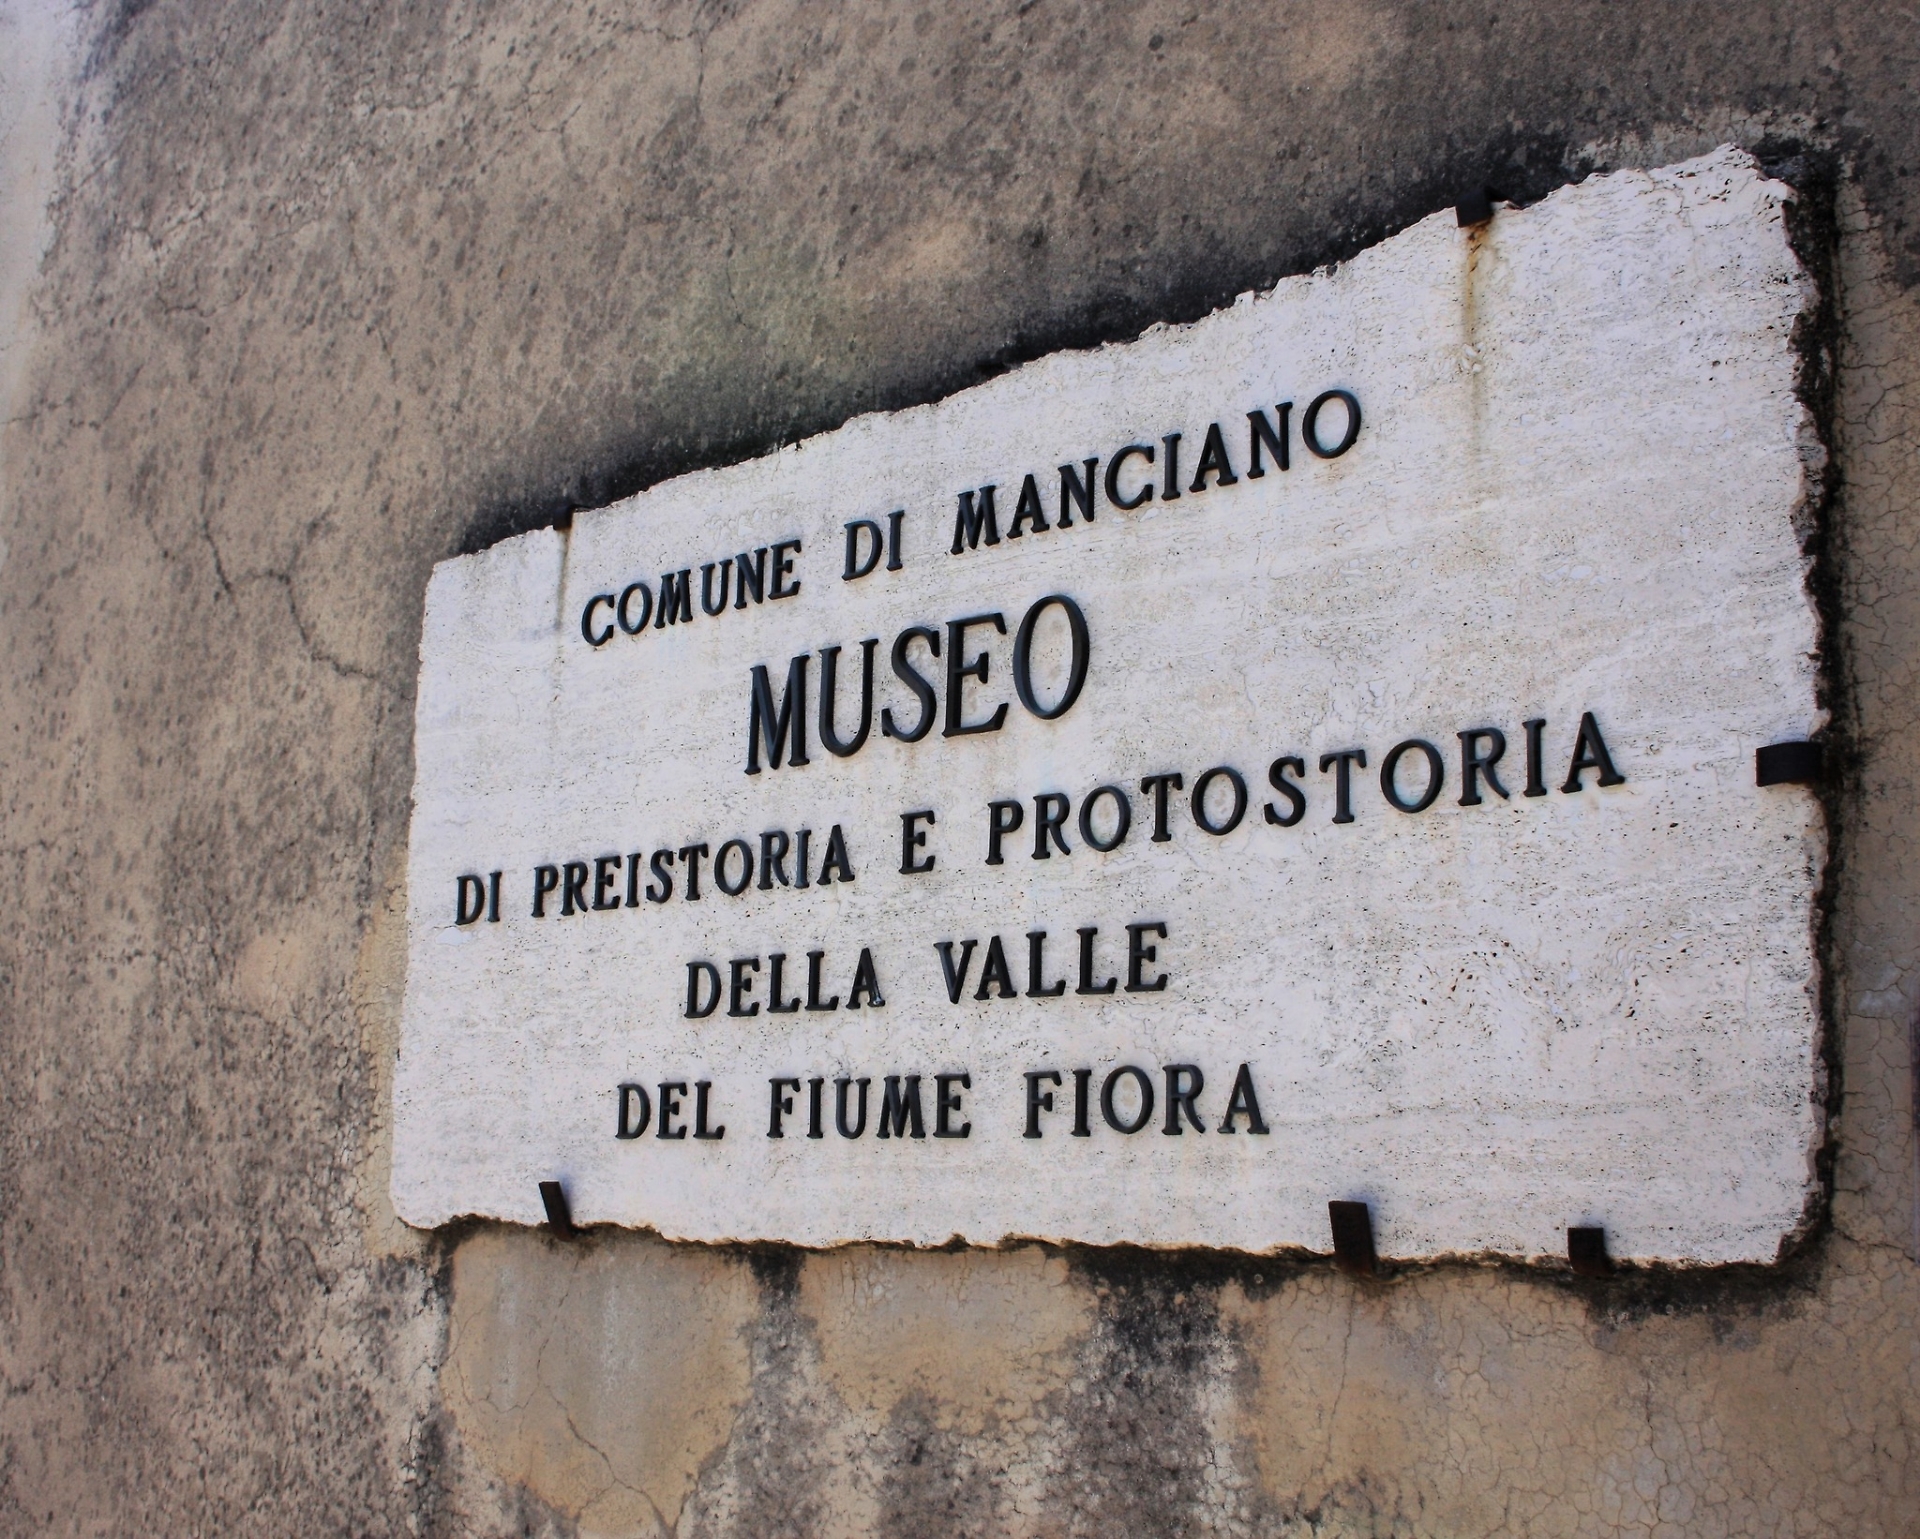 COMUNE DI MANCIANO
MUSEO
DI PREISTORIA E PROTOSTORIA
DELLA VALLE
DEL FIUME FIORA